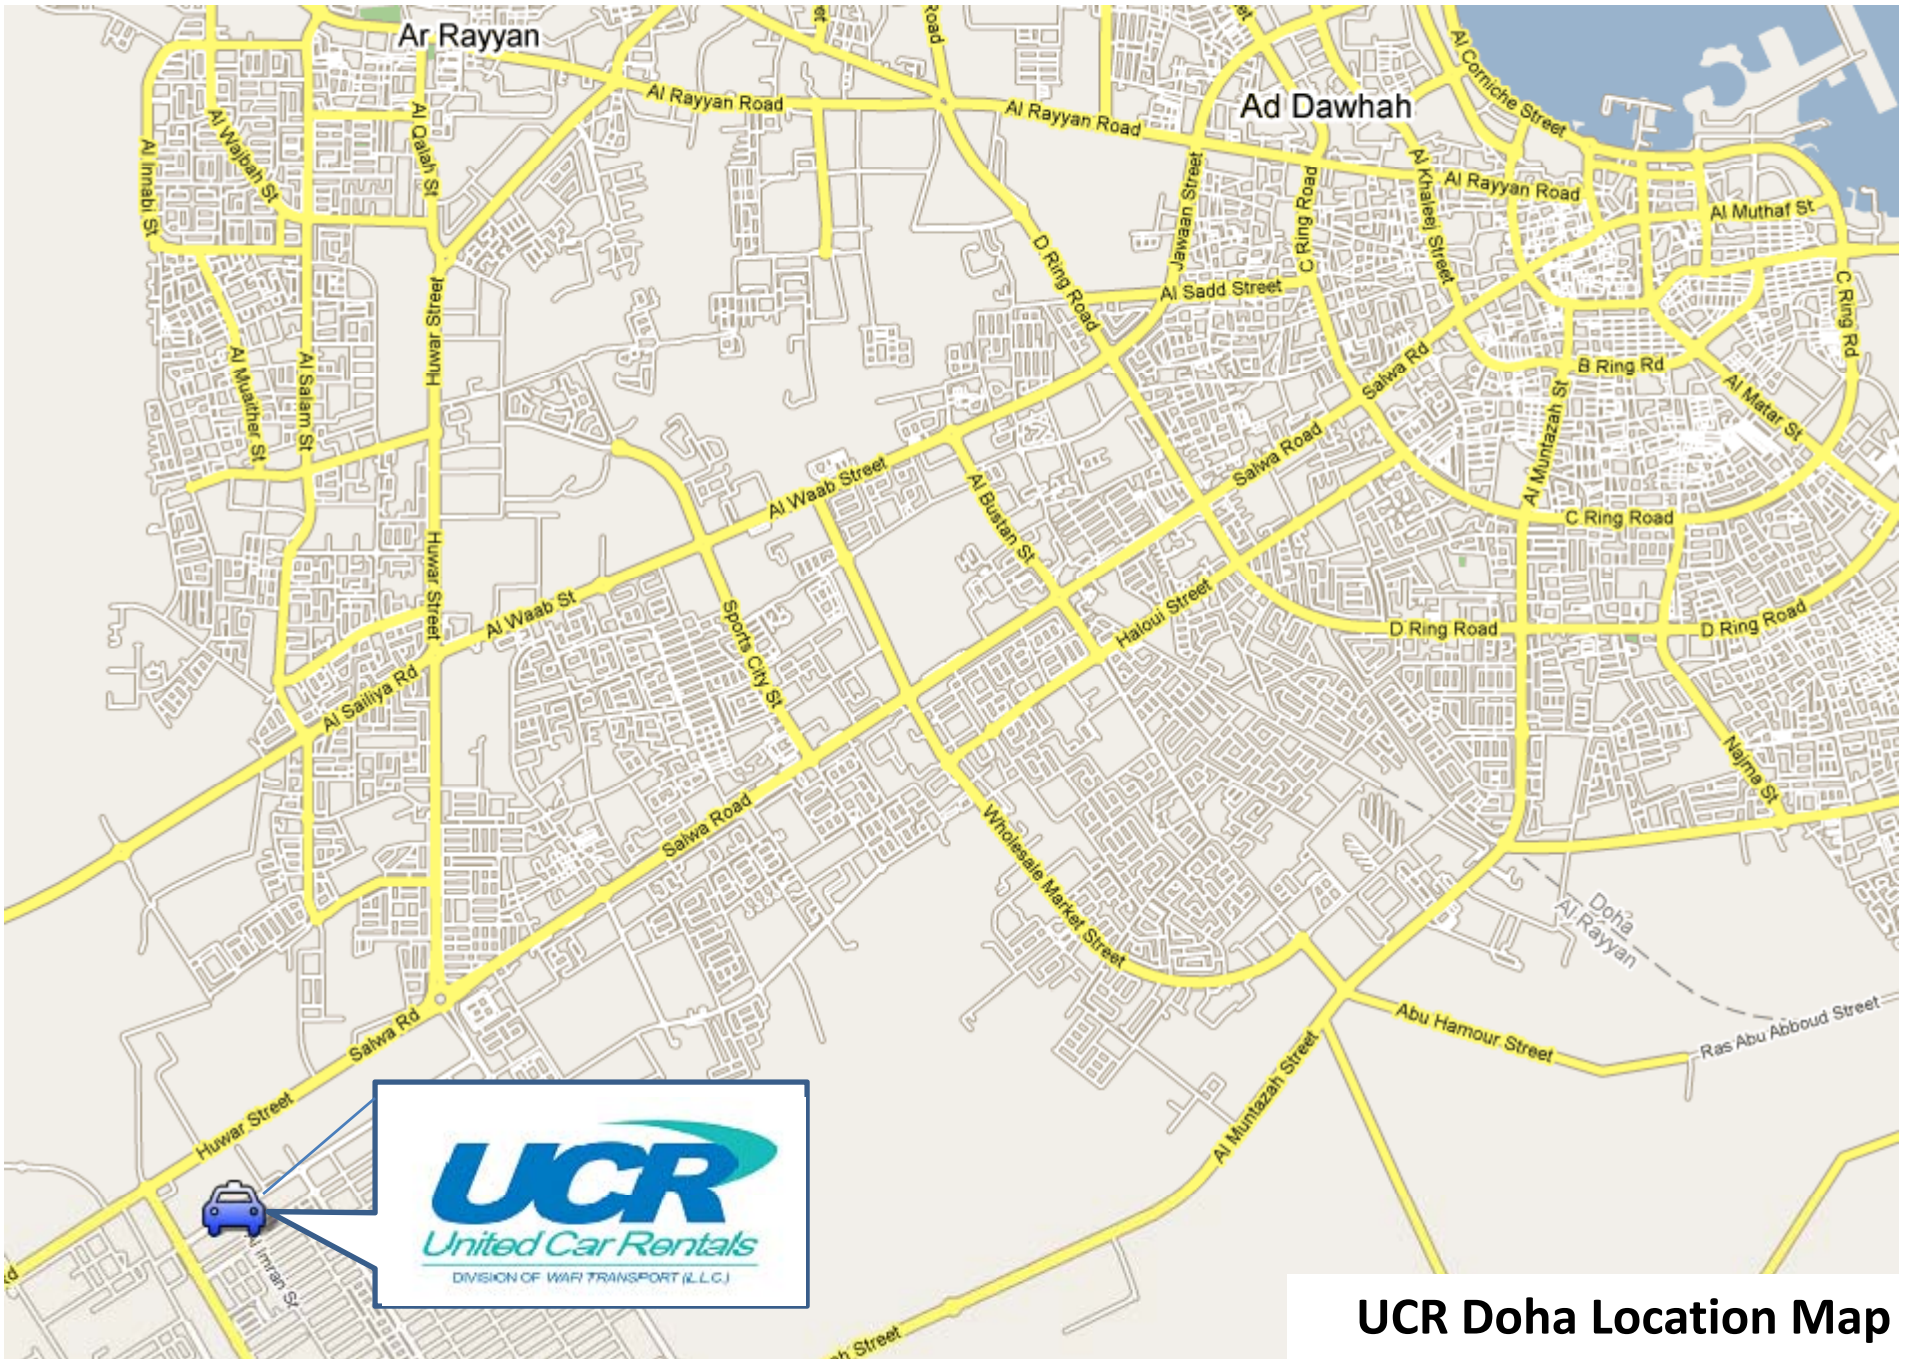 Ar Rayyan
Road
Al Rayyan Road
Al Rayyan Road
Ad Dawhah
Al Corniche Street
Al Innabi St
Al Wajbah St
Al Qalah St
Jawaan Street
C Ring Road
Al Khaleej Street
Al Rayyan Road
Al Muthaf St
D Ring Road
Al Sadd Street
C Ring Rd
Huwar Street
Al Muaither St
Al Salam St
Salwa Rd
B Ring Rd
Al Matar St
Al Waab Street
Salwa Road
Al Muntazah St
Al Bustan St
C Ring Road
Huwar Street
Al Waab St
Sports City St
Haloui Street
D Ring Road
D Ring Road
Al Sailiya Rd
Najma St
Salwa Road
Wholesale Market Street
Doha
Al Rayyan
Salwa Rd
Abu Hamour Street
Ras Abu Abboud Street
Huwar Street
Al Muntazah Street
Al Imran St
UCR
United Car Rentals
DIVISION OF WAFI TRANSPORT (L.L.C.)
Street
UCR Doha Location Map